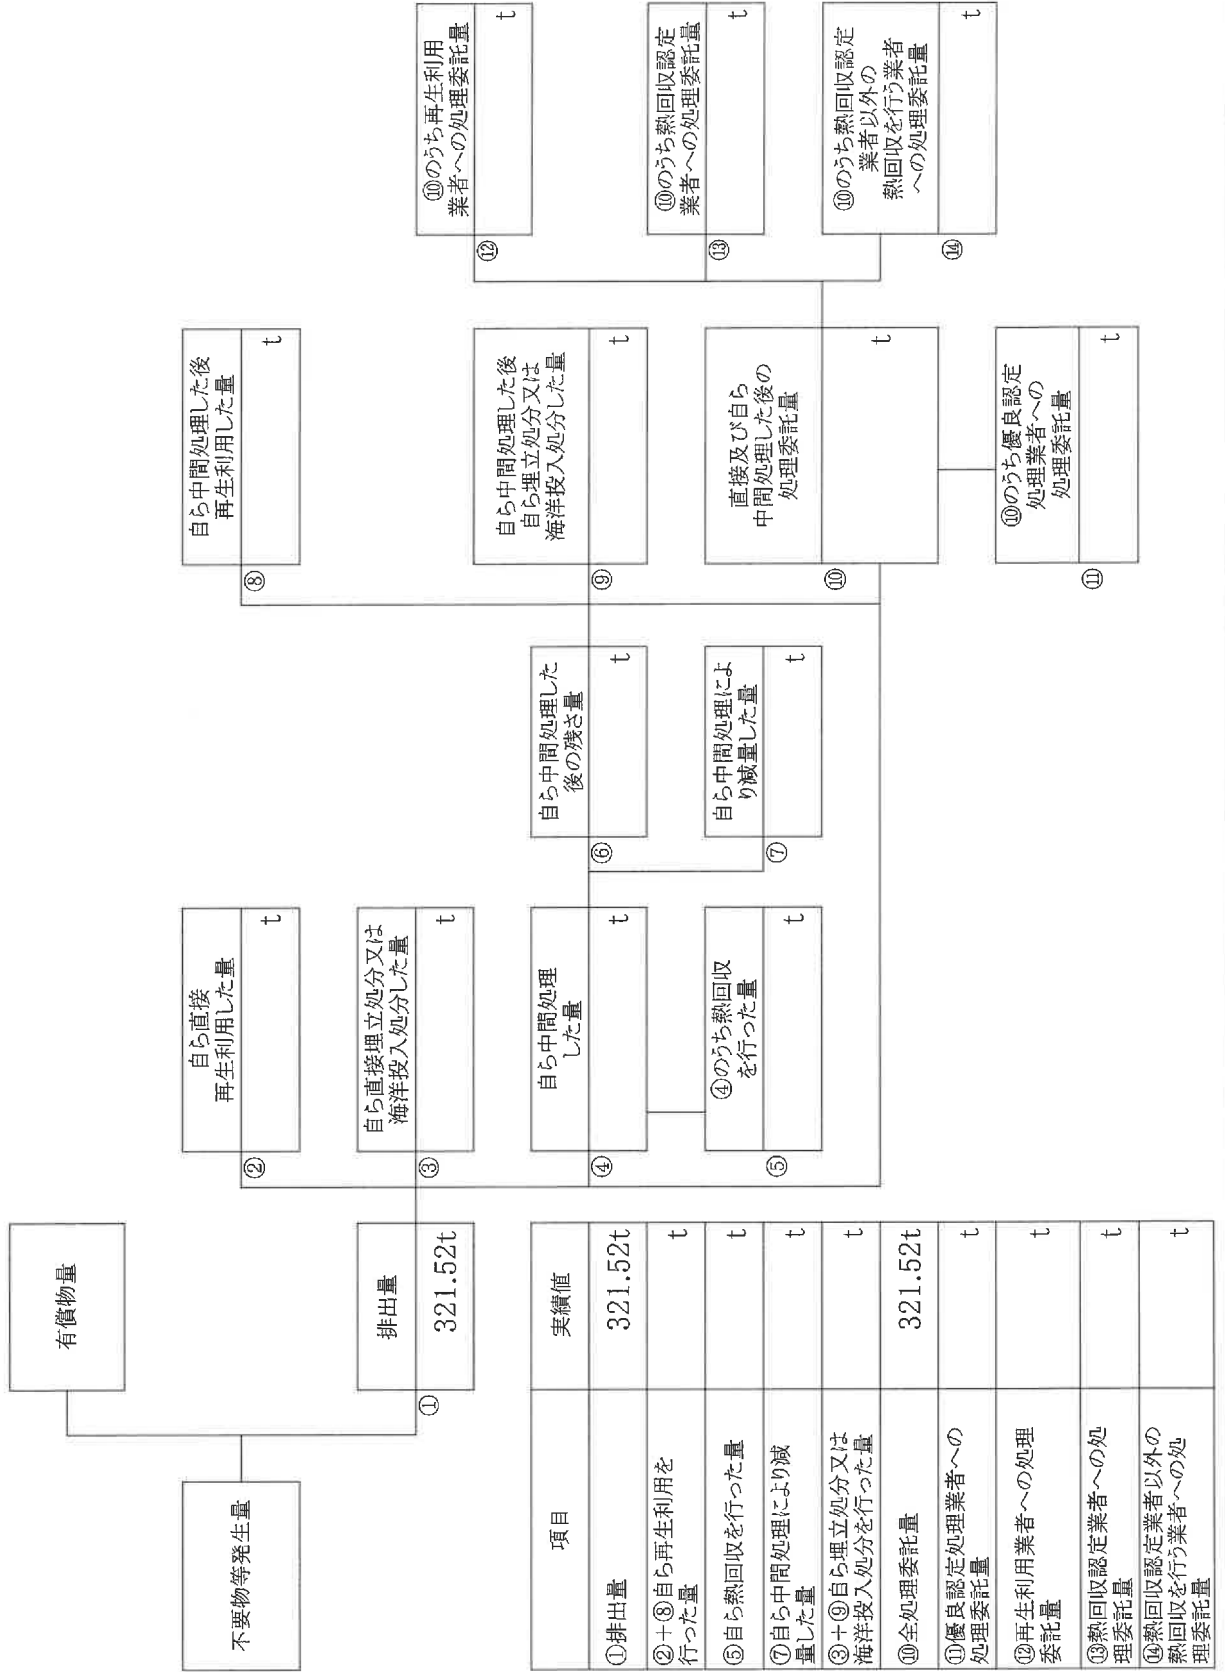 有償物量
不要物等発生量
排出量
①
321.52t
自ら直接
再生利用した量
②
t
自ら直接埋立処分又は
海洋投入処分した量
③
t
自ら中間処理
した量
④
t
④のうち熱回収
を行った量
⑤
t
自ら中間処理した
後の残さ量
⑥
t
自ら中間処理によ
り減量した量
⑦
t
自ら中間処理した後
再生利用した量
⑧
t
自ら中間処理した後
自ら埋立処分又は
海洋投入処分した量
⑨
t
直接及び自ら
中間処理した後の
処理委託量
⑩
t
⑩のうち優良認定
処理業者への
処理委託量
⑪
t
⑩のうち再生利用
業者への処理委託量
⑫
t
⑩のうち熱回収認定
業者への処理委託量
⑬
t
⑩のうち熱回収認定
業者以外の
熱回収を行う業者
への処理委託量
⑭
t
項目 実績値
①排出量 321.52t
②+⑧自ら再生利用を
行った量 t
⑤自ら熱回収を行った量 t
⑦自ら中間処理により減
量した量 t
③+⑨自ら埋立処分又は
海洋投入処分を行った量 t
⑩全処理委託量 321.52t
⑪優良認定処理業者への
処理委託量 t
⑫再生利用業者への処理
委託量 t
⑬熱回収認定業者への処
理委託量 t
⑭熱回収認定業者以外の
熱回収を行う業者への処
理委託量 t